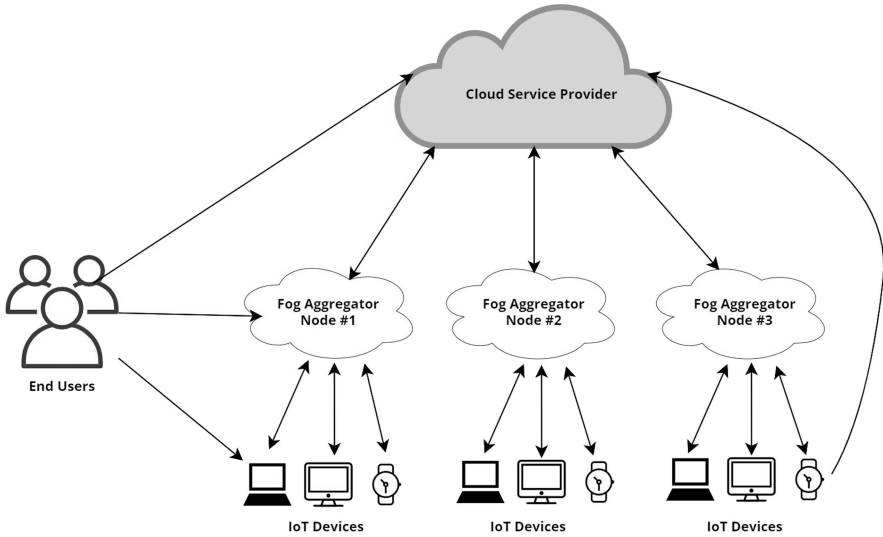 Cloud Service Provider
Fog Aggregator
Node #1
Fog Aggregator
Node #2
Fog Aggregator
Node #3
End Users
IoT Devices
IoT Devices
IoT Devices